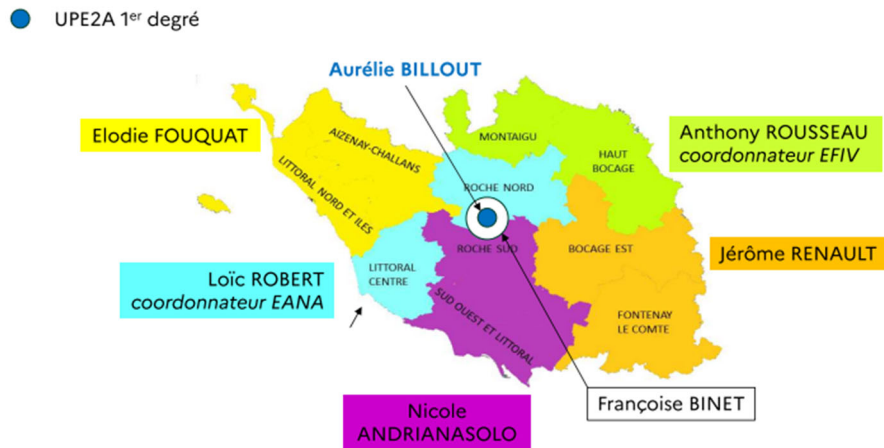 UPE2A 1er degré
Aurélie BILLOUT
Elodie FOUQUAT
Anthony ROUSSEAU
coordonnateur EFIV
AIZENAY-CHALLANS
MONTAIGU
HAUT
BOCAGE
LITTORAL NORD ET ILES
ROCHE NORD
ROCHE SUD
BOCAGE EST
Jérôme RENAULT
Loïc ROBERT
coordonnateur EANA
LITTORAL
CENTRE
SUD OUEST ET LITTORAL
FONTENAY
LE COMTE
Nicole
ANDRIANASOLO
Françoise BINET